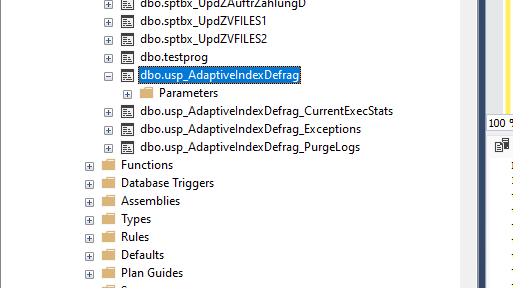 dbo.sptbx_UpdZAuftrZahlungD
dbo.sptbx_UpdZVFILES1
dbo.sptbx_UpdZVFILES2
dbo.testprog
dbo.usp_AdaptiveIndexDefrag
Parameters
dbo.usp_AdaptiveIndexDefrag_CurrentExecStats
dbo.usp_AdaptiveIndexDefrag_Exceptions
100 %
dbo.usp_AdaptiveIndexDefrag_PurgeLogs
Functions
Database Triggers
Assemblies
Types
Rules
Defaults
Plan Guides